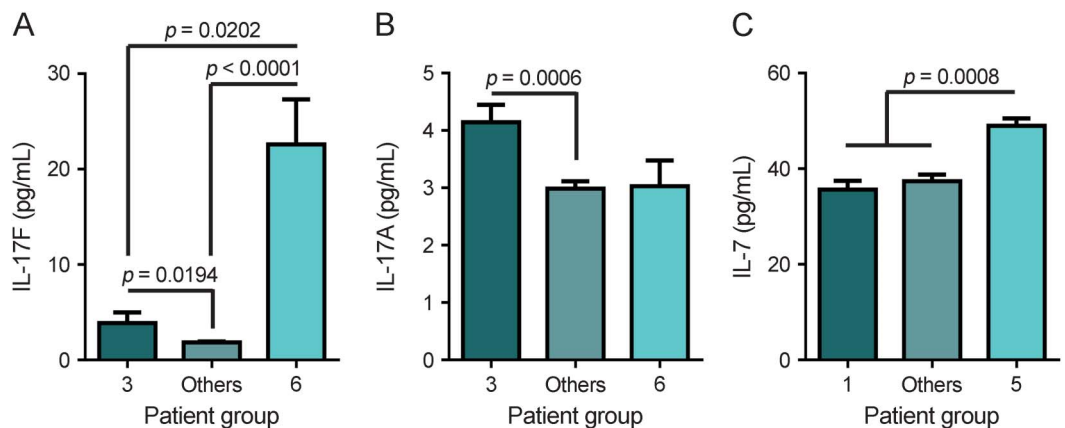 A
p = 0.0202
p < 0.0001
p = 0.0194
30
20
10
0
IL-17F (pg/mL)
3 Others 6
Patient group
B
p = 0.0006
5
4
3
2
1
0
IL-17A (pg/mL)
3 Others 6
Patient group
C
p = 0.0008
60
40
20
0
IL-7 (pg/mL)
1 Others 5
Patient group